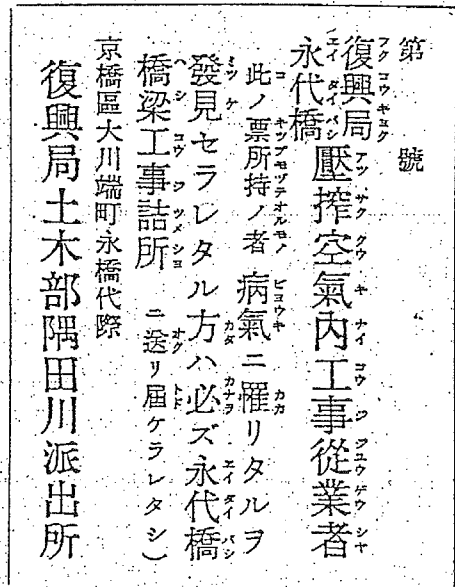 第　　號
復興局永代橋壓搾空氣內工事從業者
此ノ票所持ノ者病氣ニ罹リタルヲ
發見セラレタル方ハ必ズ永代橋
橋梁工事詰所ニ送リ屆ケラレタシ)
京橋區大川端町永橋代際
復興局土木部隅田川派出所